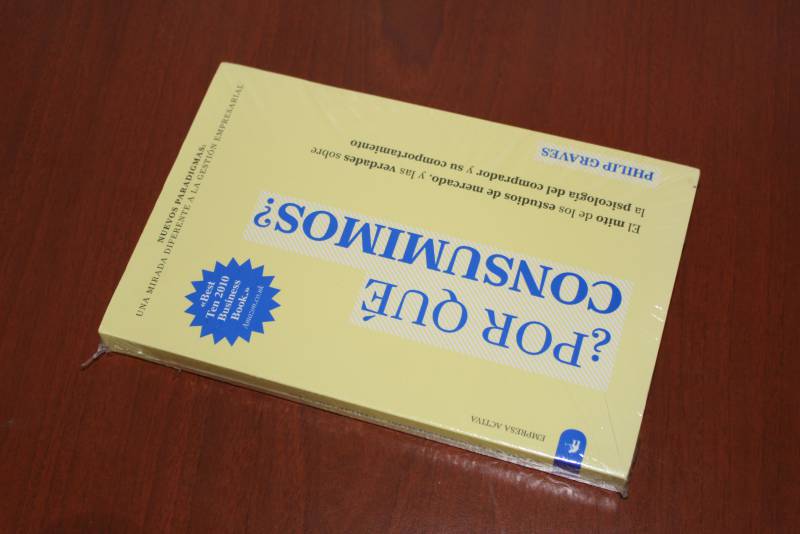 EMPRESA ACTIVA
¿POR QUÉ
CONSUMIMOS?
El mito de los estudios de mercado, y las verdades sobre
la psicología del comprador y su comportamiento
PHILIP GRAVES
«Best
Ten 2010
Business
Book.»
Amazon.co.uk
NUEVOS PARADIGMAS:
UNA MIRADA DIFERENTE A LA GESTIÓN EMPRESARIAL